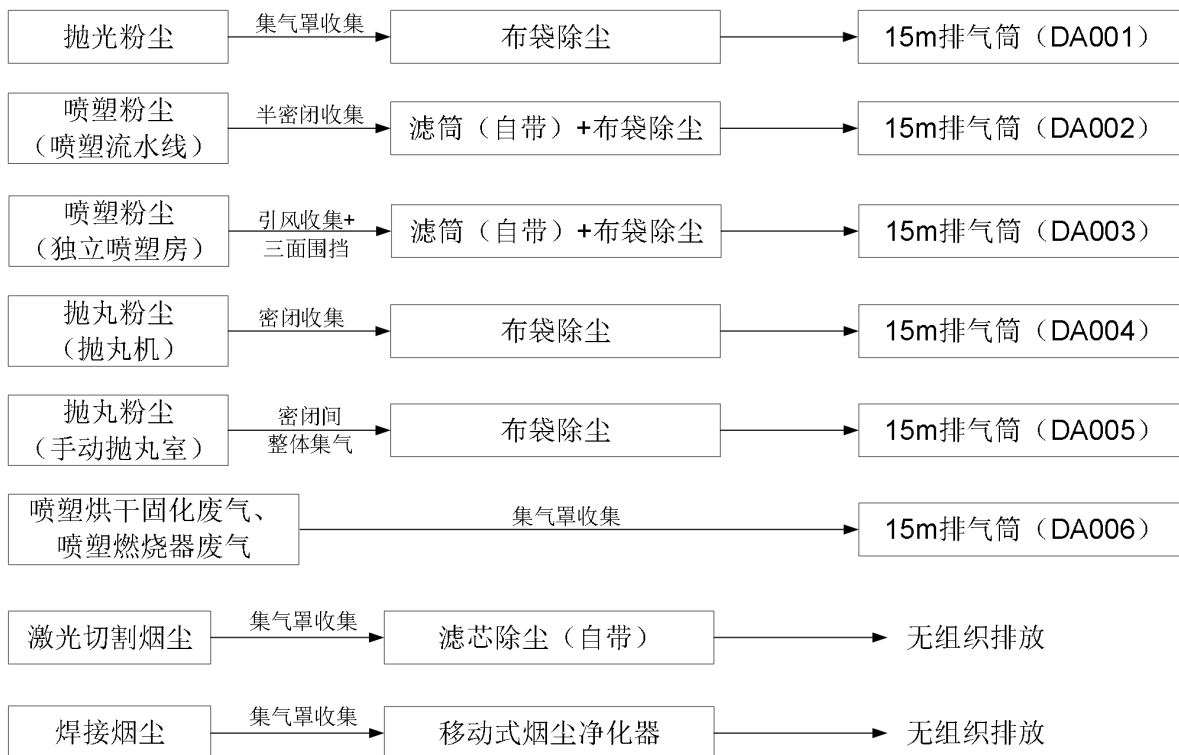 抛光粉尘
集气罩收集
布袋除尘
15m排气筒（DA001）
喷塑粉尘
（喷塑流水线）
半密闭收集
滤筒（自带）+布袋除尘
15m排气筒（DA002）
喷塑粉尘
（独立喷塑房）
引风收集+
三面围挡
滤筒（自带）+布袋除尘
15m排气筒（DA003）
抛丸粉尘
（抛丸机）
密闭收集
布袋除尘
15m排气筒（DA004）
抛丸粉尘
（手动抛丸室）
密闭间
整体集气
布袋除尘
15m排气筒（DA005）
喷塑烘干固化废气、
喷塑燃烧器废气
集气罩收集
15m排气筒（DA006）
激光切割烟尘
集气罩收集
滤芯除尘（自带）
无组织排放
焊接烟尘
集气罩收集
移动式烟尘净化器
无组织排放